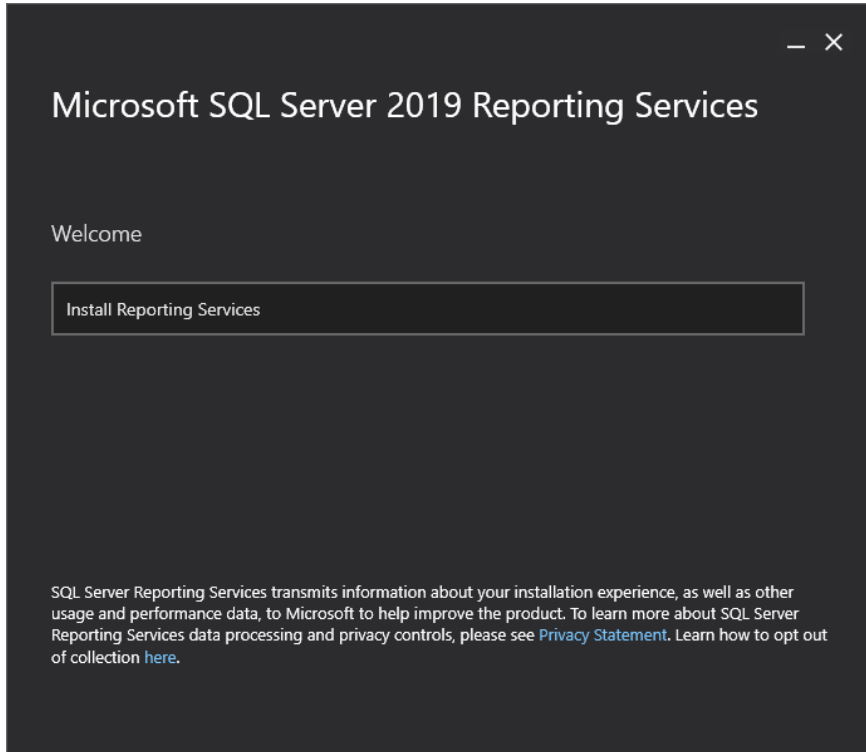 Microsoft SQL Server 2019 Reporting Services
Welcome
Install Reporting Services
SQL Server Reporting Services transmits information about your installation experience, as well as other
usage and performance data, to Microsoft to help improve the product. To learn more about SQL Server
Reporting Services data processing and privacy controls, please see Privacy Statement. Learn how to opt out
of collection here.